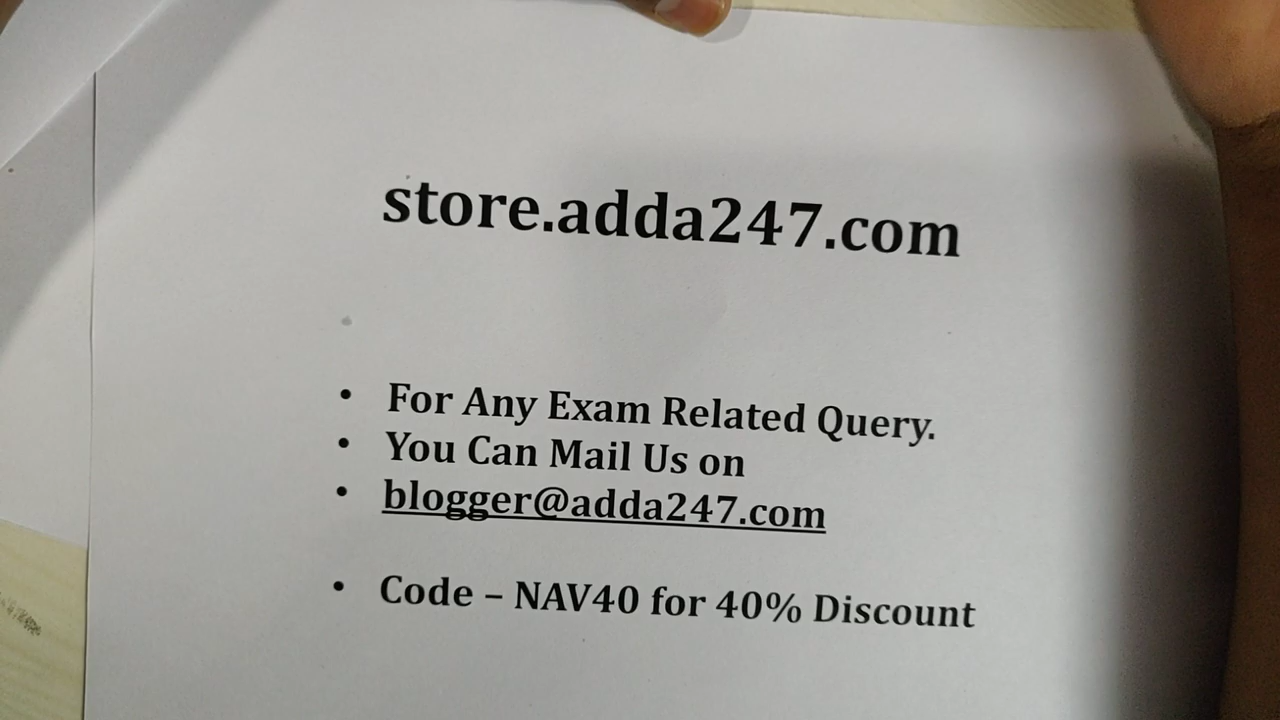 store.adda247.com
• For Any Exam Related Query.
• You Can Mail Us on
• blogger@adda247.com
• Code – NAV40 for 40% Discount